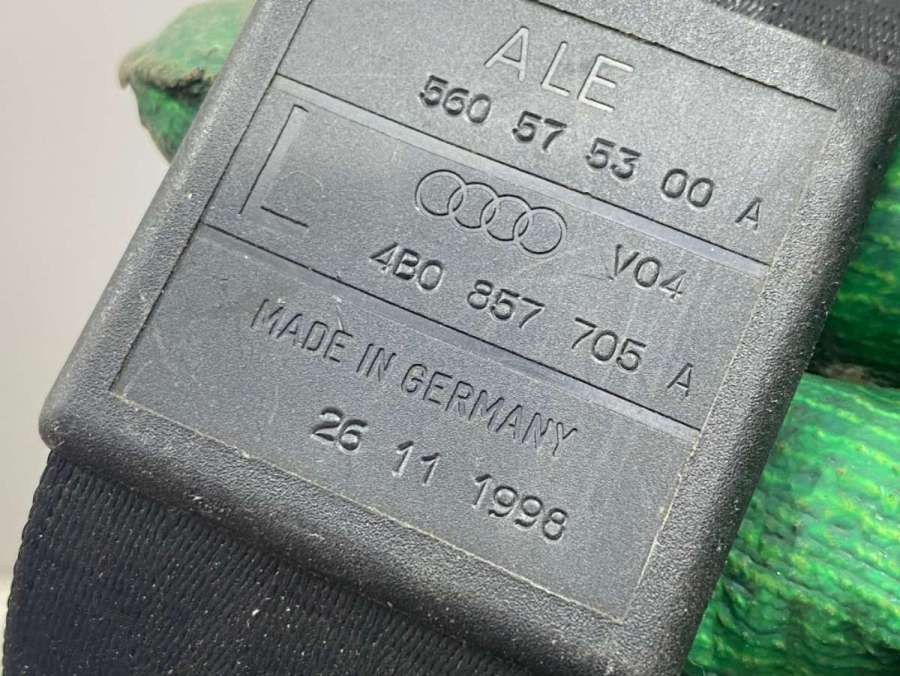 ALE
560 57 53 00 A
L V04
4B0 857 705 A
MADE IN GERMANY
26 11 1998